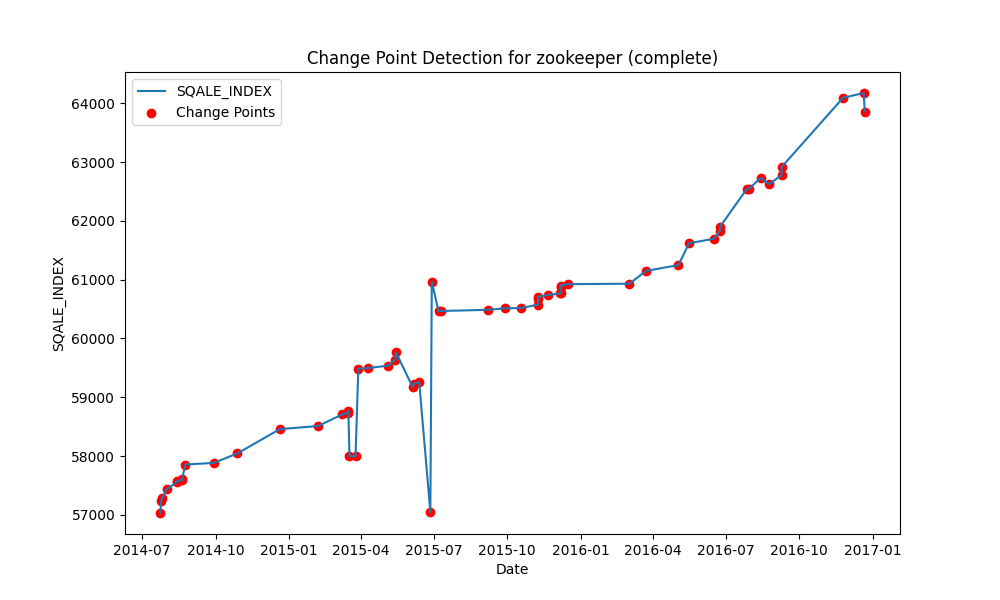 Change Point Detection for zookeeper (complete)
SQALE_INDEX
Change Points
64000
63000
62000
61000
60000
59000
58000
57000
SQALE_INDEX
2014-07 2014-10 2015-01 2015-04 2015-07 2015-10 2016-01 2016-04 2016-07 2016-10 2017-01
Date